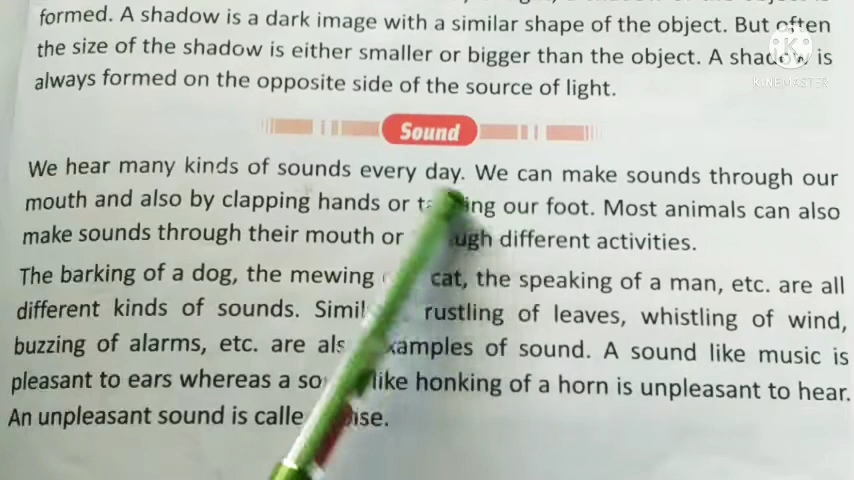 formed. A shadow is a dark image with a similar shape of the object. But often
the size of the shadow is either smaller or bigger than the object. A shadow is
always formed on the opposite side of the source of light.
Sound
We hear many kinds of sounds every day. We can make sounds through our
mouth and also by clapping hands or our foot. Most animals can also
make sounds through their mouth or different activities.
The barking of a dog, the mewing cat, the speaking of a man, etc. are all
different kinds of sounds. rustling of leaves, whistling of wind,
buzzing of alarms, etc. are examples of sound. A sound like music is
pleasant to ears whereas a like honking of a horn is unpleasant to hear.
An unpleasant sound is
KINEMASTER